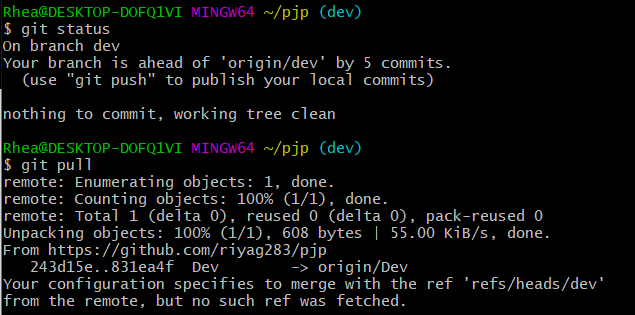 Rhea@DESKTOP-DOFQ1VI MINGW64 ~/pjp (dev)
$ git status
On branch dev
Your branch is ahead of 'origin/dev' by 5 commits.
  (use "git push" to publish your local commits)

nothing to commit, working tree clean

Rhea@DESKTOP-DOFQ1VI MINGW64 ~/pjp (dev)
$ git pull
remote: Enumerating objects: 1, done.
remote: Counting objects: 100% (1/1), done.
remote: Total 1 (delta 0), reused 0 (delta 0), pack-reused 0
Unpacking objects: 100% (1/1), 608 bytes | 55.00 KiB/s, done.
From https://github.com/riyag283/pjp
   243d15e..831ea4f  Dev        -> origin/Dev
Your configuration specifies to merge with the ref 'refs/heads/dev'
from the remote, but no such ref was fetched.